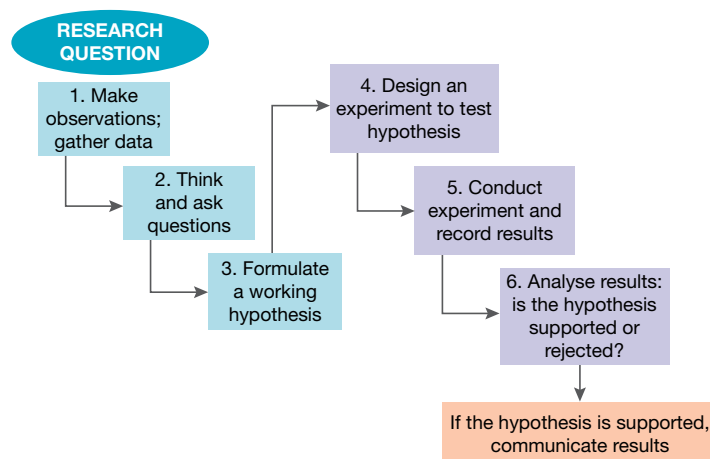 RESEARCH
QUESTION
1. Make
observations;
gather data
2. Think
and ask
questions
3. Formulate
a working
hypothesis
4. Design an
experiment to test
hypothesis
5. Conduct
experiment and
record results
6. Analyse results:
is the hypothesis
supported or
rejected?
If the hypothesis is supported,
communicate results